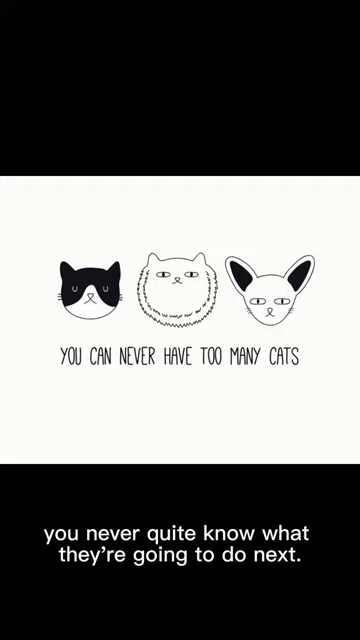 YOU CAN NEVER HAVE TOO MANY CATS
you never quite know what
they're going to do next.